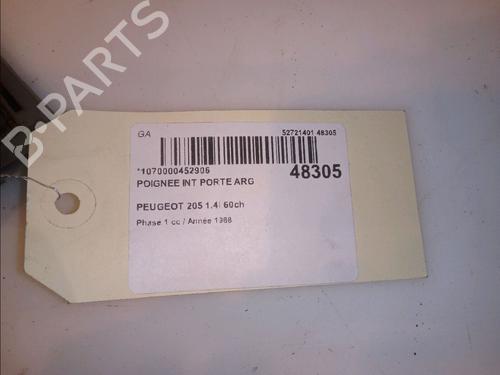 B-PARTS
GA
52721401 48305
*1070000452906
48305
POIGNEE INT PORTE ARG
PEUGEOT 205 1.4i 60ch
Phase 1 cc / Année 1988